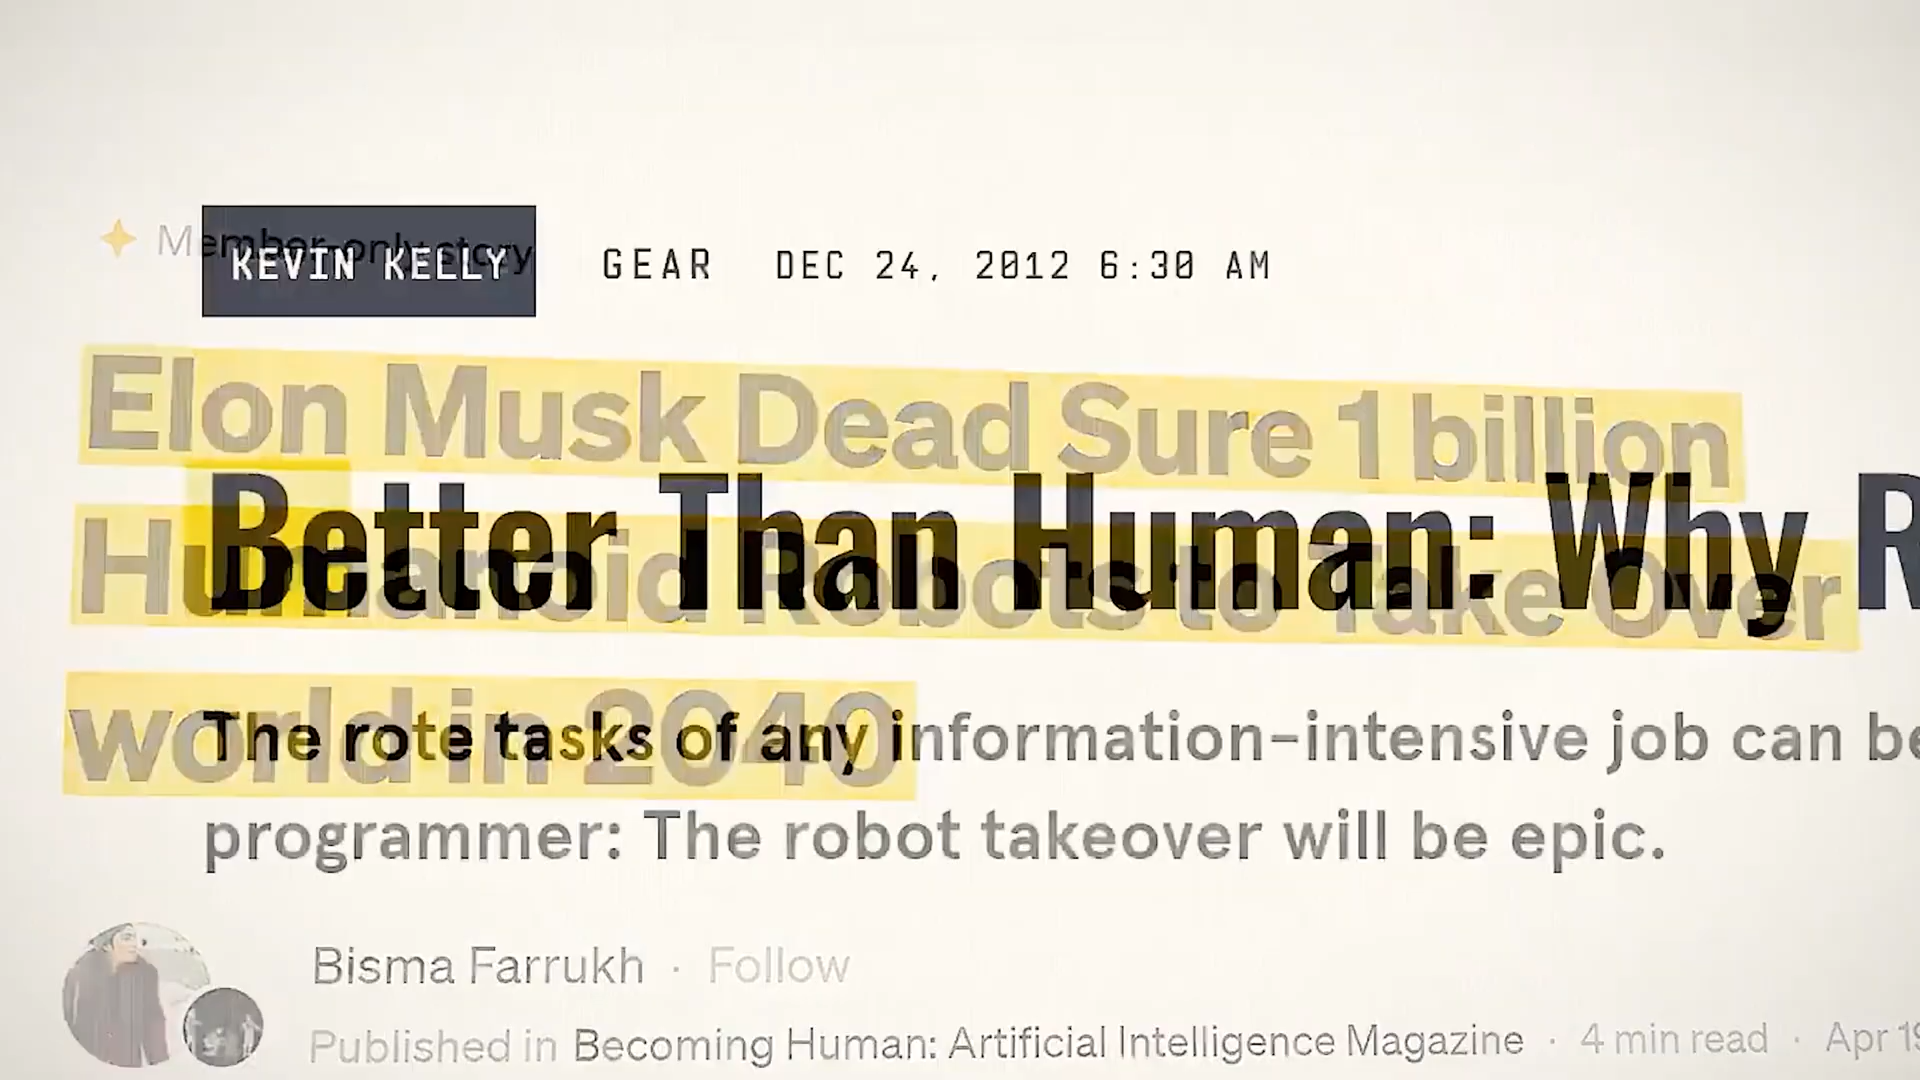 Member-only story
KEVIN KELLY GEAR DEC 24, 2012 6:30 AM
Elon Musk Dead Sure 1 billion
Better Than Human: Why R
Humanoid Robots to Take Over
world in 2040
The rote tasks of any information-intensive job can be
programmer: The robot takeover will be epic.
Bisma Farrukh · Follow
Published in Becoming Human: Artificial Intelligence Magazine · 4 min read · Apr 19